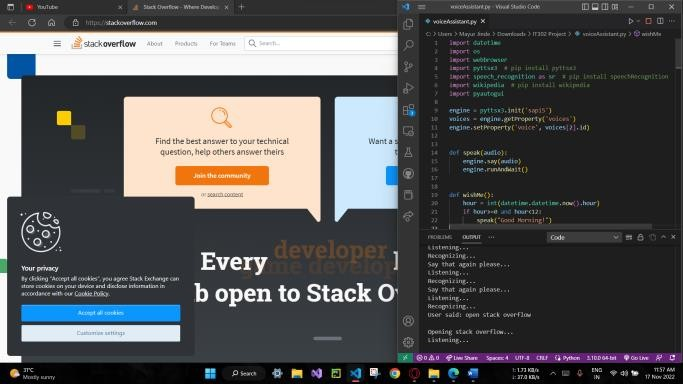 YouTube
Stack Overflow - Where Develop
https://stackoverflow.com
stackoverflow
About
Products
For Teams
Search...
Find the best answer to your technical
question, help others answer theirs
Join the community
or search content
Want a s
Every
developer
game develop
b open to Stack Ov
Your privacy
By clicking "Accept all cookies", you agree Stack Exchange can
store cookies on your device and disclose information in
accordance with our Cookie Policy.
Accept all cookies
Customize settings
voiceAssistant.py - Visual Studio Code
voiceAssistant.py
C: > Users > Mayur Jinde > Downloads > IT302 Project > voiceAssistant.py > wishMe
1 import datetime
2 import os
3 import webbrowser
4 import pyttsx3 # pip install pyttsx3
5 import speech_recognition as sr # pip install speechRecognition
6 import wikipedia # pip install wikipedia
7 import pyautogui
8
9 engine = pyttsx3.init('sapi5')
10 voices = engine.getProperty('voices')
11 engine.setProperty('voice', voices[2].id)
12
13
14 def speak(audio):
15 engine.say(audio)
16 engine.runAndWait()
17
18
19 def wishMe():
20 hour = int(datetime.datetime.now().hour)
21 if hour>=0 and hour<12:
22 speak("Good Morning!")
PROBLEMS
OUTPUT
Code
Listening...
Recognizing...
Say that again please...
Listening...
Recognizing...
Say that again please...
Listening...
Recognizing...
User said: open stack overflow
Opening stack overflow...
Listening...
0 0 Live Share Spaces: 4 UTF-8 CRLF Python 3.10.0 64-bit Go Live
31°C
Mostly sunny
Search
1.73 KB/s
37.0 KB/s
ENG
IN
11:57 AM
17 Nov 2022